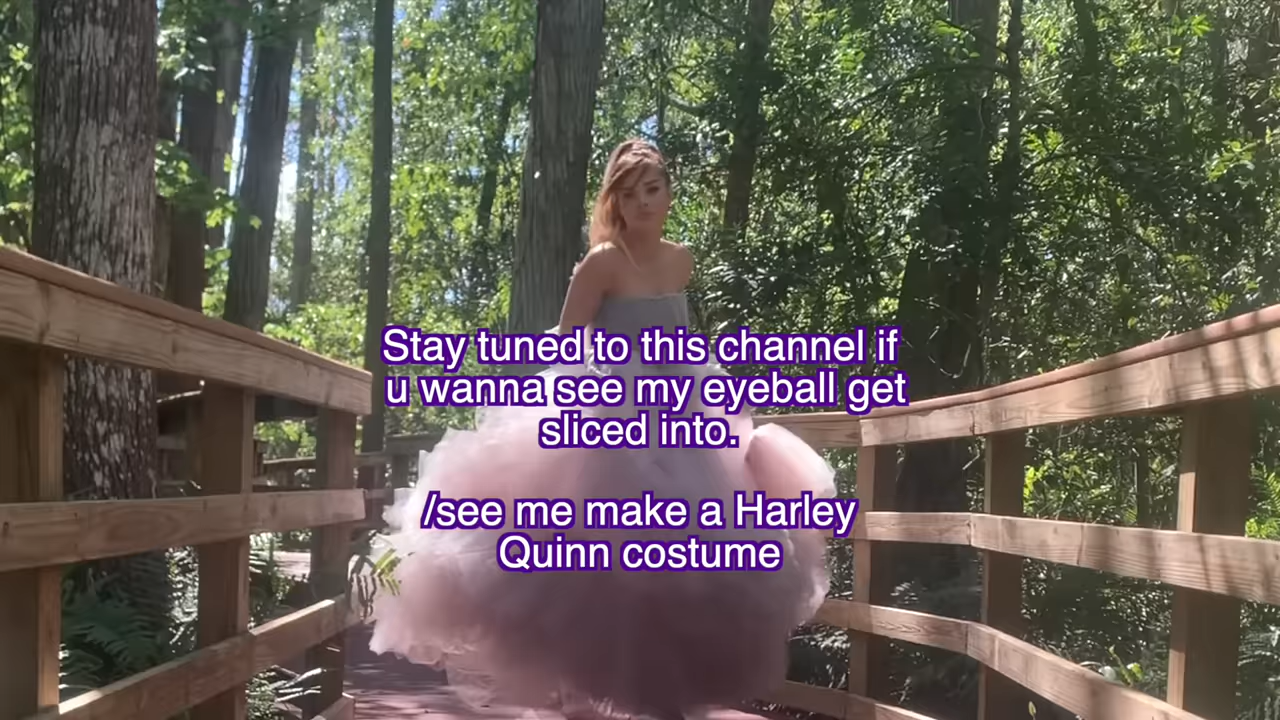 Stay tuned to this channel if
u wanna see my eyeball get
sliced into.
/see me make a Harley
Quinn costume